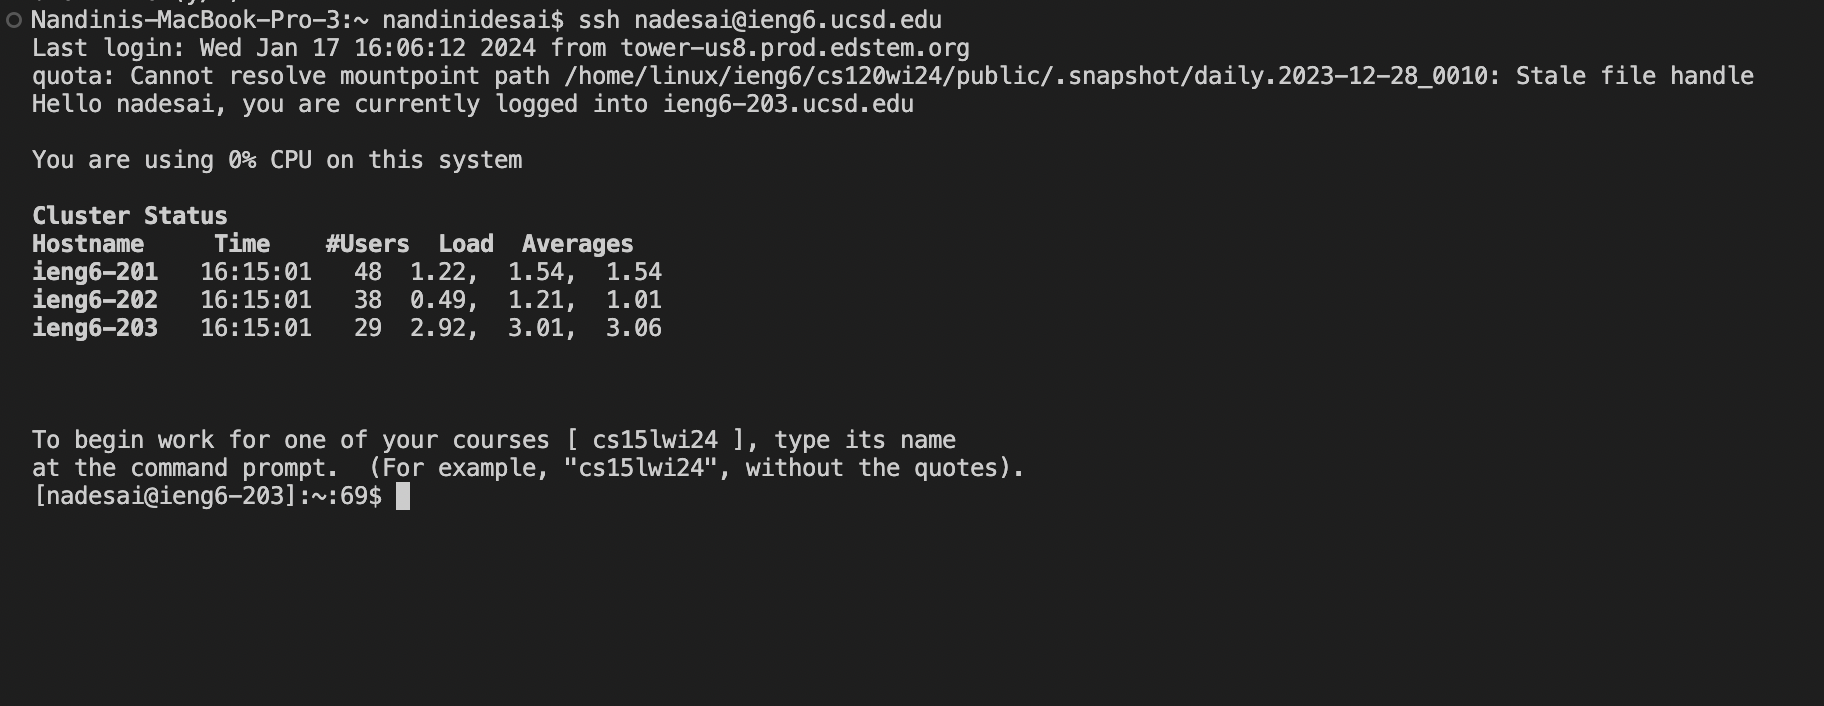 Nandinis-MacBook-Pro-3:~ nandinidesai$ ssh nadesai@ieng6.ucsd.edu
Last login: Wed Jan 17 16:06:12 2024 from tower-us8.prod.edstem.org
quota: Cannot resolve mountpoint path /home/linux/ieng6/cs120wi24/public/.snapshot/daily.2023-12-28_0010: Stale file handle
Hello nadesai, you are currently logged into ieng6-203.ucsd.edu
You are using 0% CPU on this system
Cluster Status
Hostname     Time    #Users  Load  Averages
ieng6-201   16:15:01   48  1.22,  1.54,  1.54
ieng6-202   16:15:01   38  0.49,  1.21,  1.01
ieng6-203   16:15:01   29  2.92,  3.01,  3.06
To begin work for one of your courses [ cs15lwi24 ], type its name
at the command prompt.  (For example, "cs15lwi24", without the quotes).
[nadesai@ieng6-203]:~:69$